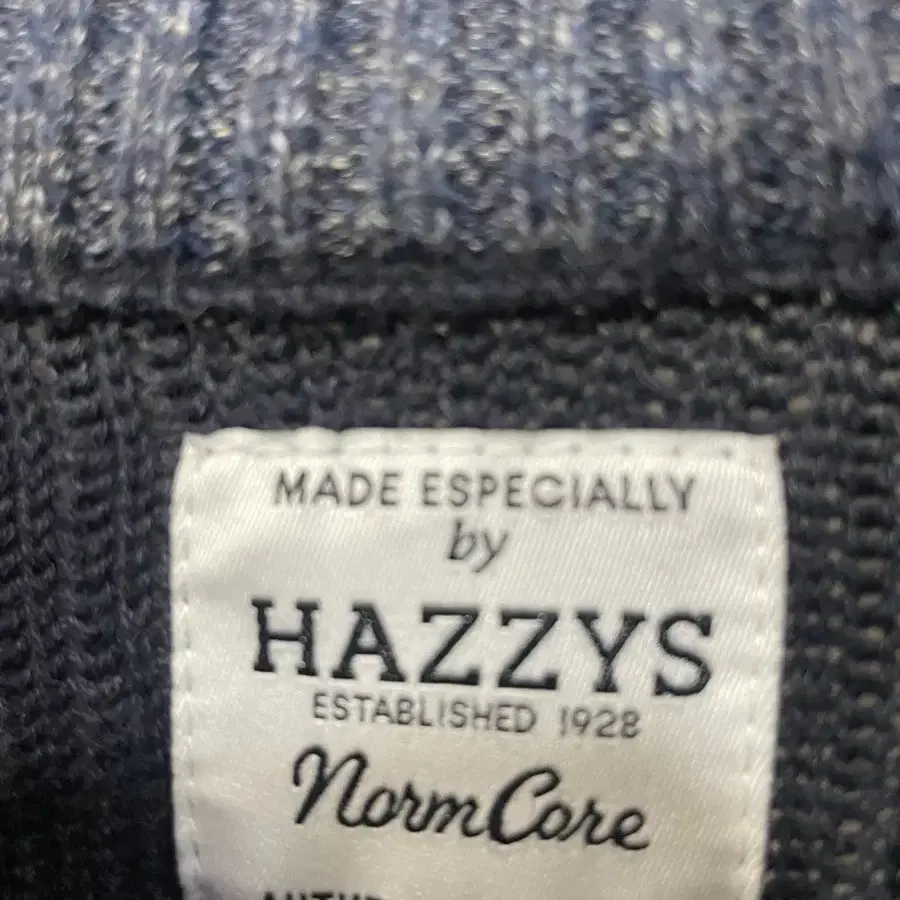 MADE ESPECIALLY
by
HAZZYS
ESTABLISHED 1928
NormCore